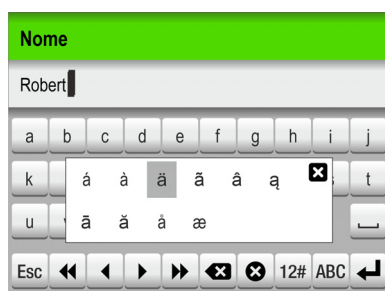 Nome
Robert
a b c d e f g h i j
k á à ä ã â ą t
u ā ă å æ
Esc 12# ABC